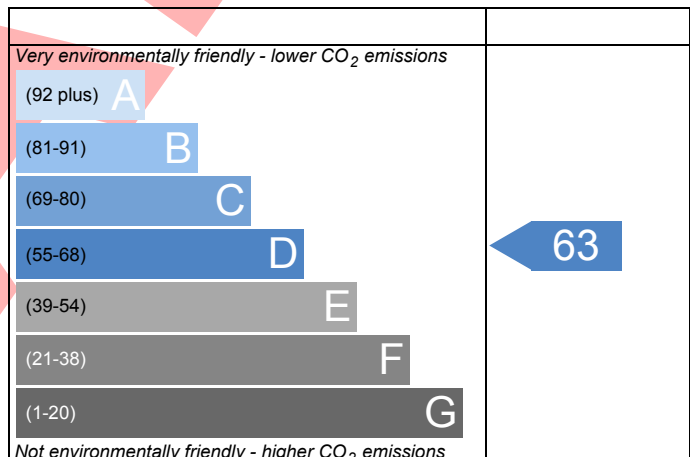 Very environmentally friendly - lower CO2 emissions
(92 plus) A
(81-91) B
(69-80) C
(55-68) D
63
(39-54) E
(21-38) F
(1-20) G
Not environmentally friendly - higher CO2 emissions